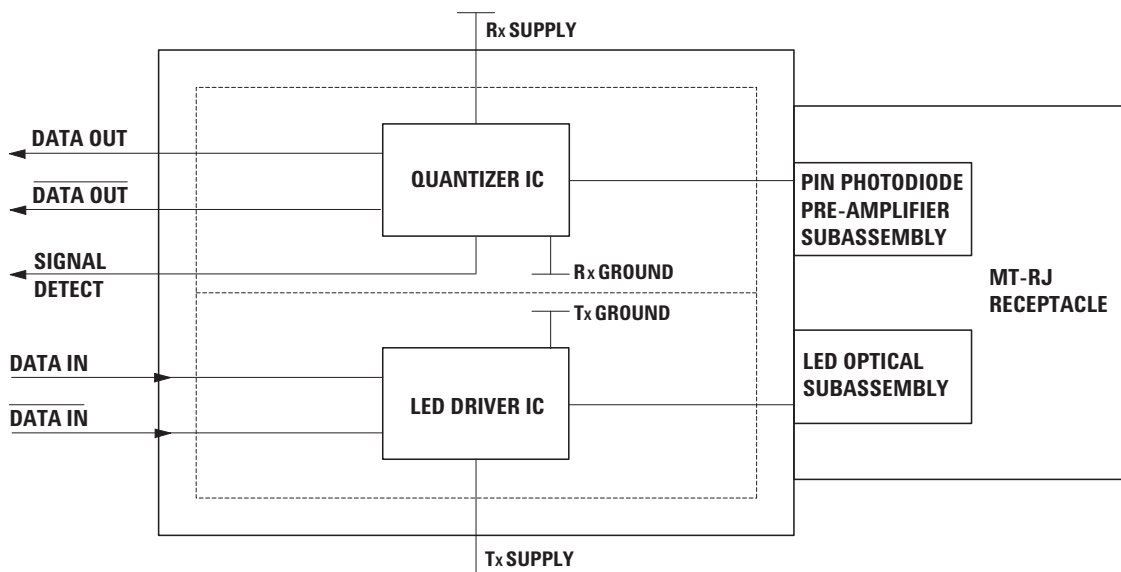 Rx SUPPLY
DATA OUT
DATA OUT
SIGNAL
DETECT
QUANTIZER IC
PIN PHOTODIODE
PRE-AMPLIFIER
SUBASSEMBLY
Rx GROUND
MT-RJ
RECEPTACLE
Tx GROUND
DATA IN
DATA IN
LED DRIVER IC
LED OPTICAL
SUBASSEMBLY
Tx SUPPLY